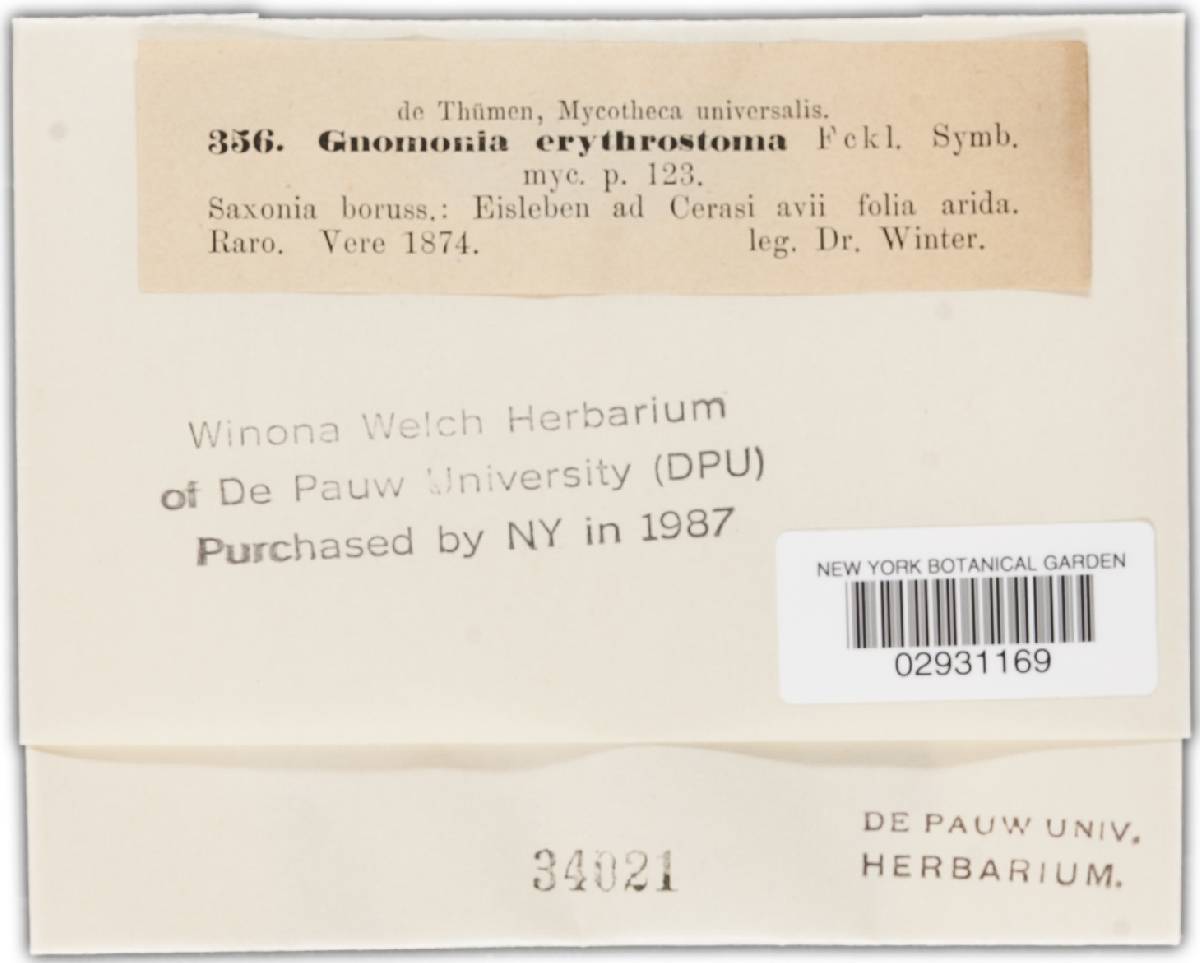 de Thümen, Mycotheca universalis.
356. Gnomonia erythrostoma Fckl. Symb.
myc. p. 123.
Saxonia boruss.: Eisleben ad Cerasi avii folia arida.
Raro. Vere 1874. leg. Dr. Winter.
Winona Welch Herbarium
of De Pauw University (DPU)
Purchased by NY in 1987
NEW YORK BOTANICAL GARDEN
02931169
DE PAUW UNIV.
HERBARIUM.
34021